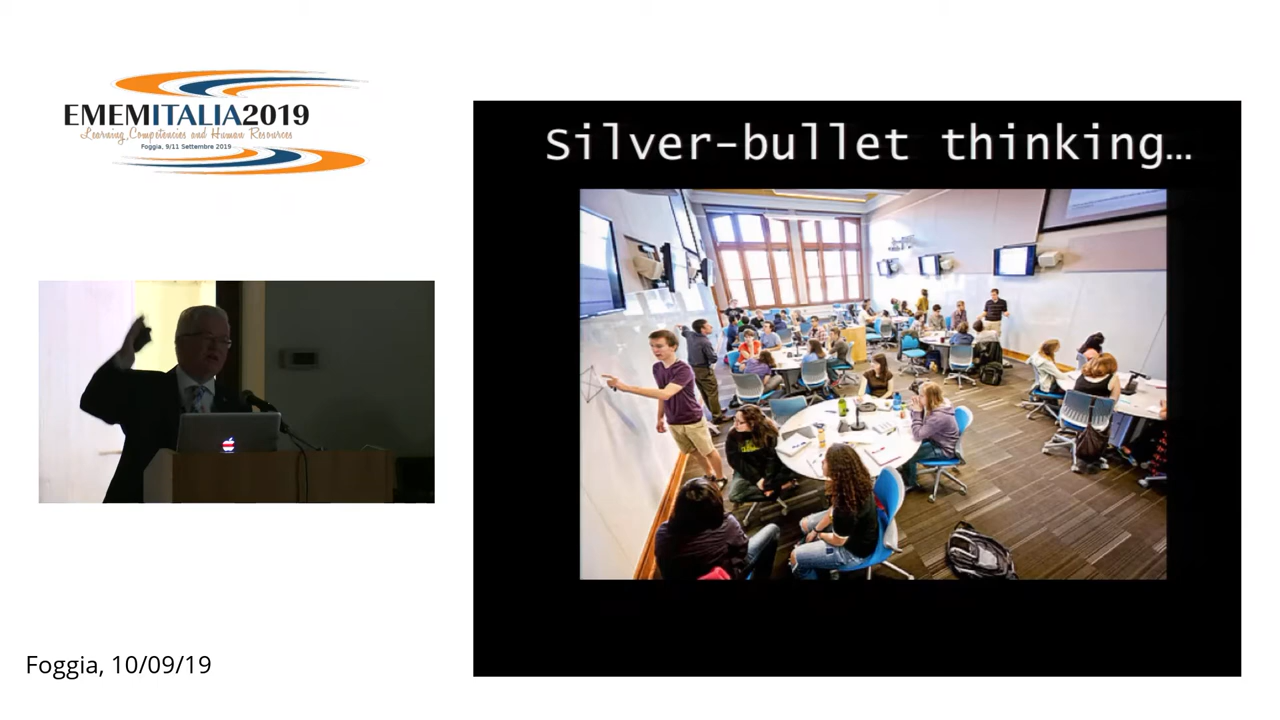 EMEMITALIA2019
Learning, Competencies and Human Resources
Foggia, 9/11 Settembre 2019
Silver-bullet thinking…
Foggia, 10/09/19